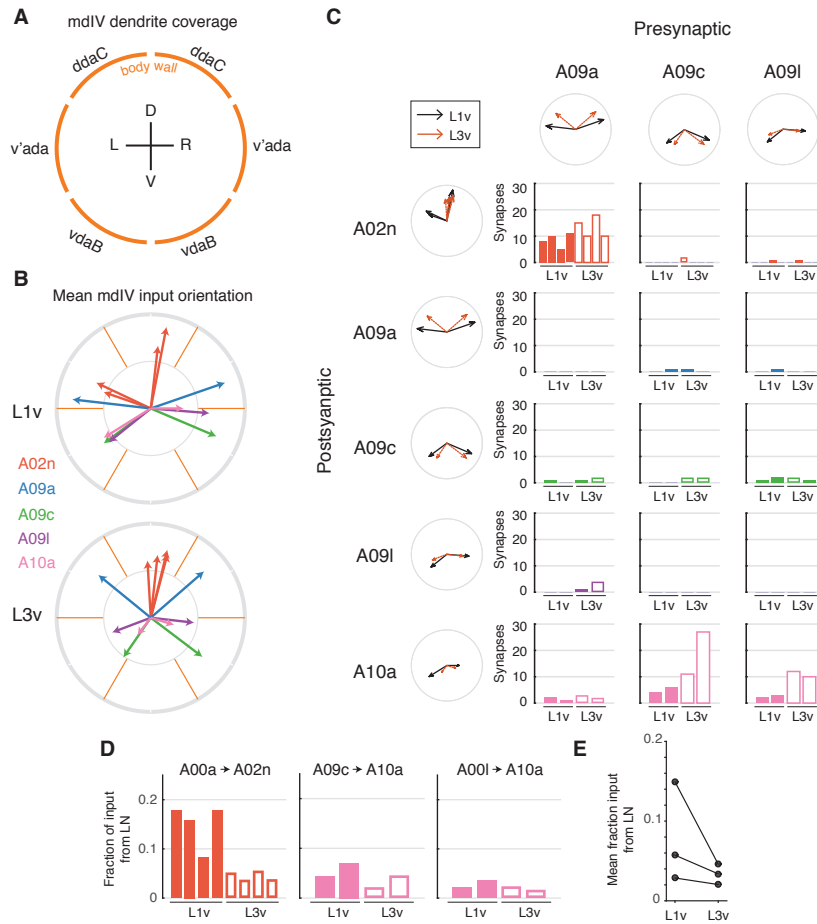 A
mdIV dendrite coverage
ddaC
ddaC
body wall
D
L
R
V
v'ada
v'ada
vdaB
vdaB
B
Mean mdIV input orientation
L1v
A02n
A09a
A09c
A09l
A10a
L3v
C
Presynaptic
A09a
A09c
A09l
L1v
L3v
Postsyanptic
A02n
Synapses
30
20
10
0
L1v
L3v
L1v
L3v
L1v
L3v
A09a
Synapses
30
20
10
0
L1v
L3v
L1v
L3v
L1v
L3v
A09c
Synapses
30
20
10
0
L1v
L3v
L1v
L3v
L1v
L3v
A09l
Synapses
30
20
10
0
L1v
L3v
L1v
L3v
L1v
L3v
A10a
Synapses
30
20
10
0
L1v
L3v
L1v
L3v
L1v
L3v
D
A00a → A02n
A09c → A10a
A00l → A10a
Fraction of input
from LN
0.2
0.1
0
L1v
L3v
L1v
L3v
L1v
L3v
E
Mean fraction input
from LN
0.2
0.1
0
L1v
L3v